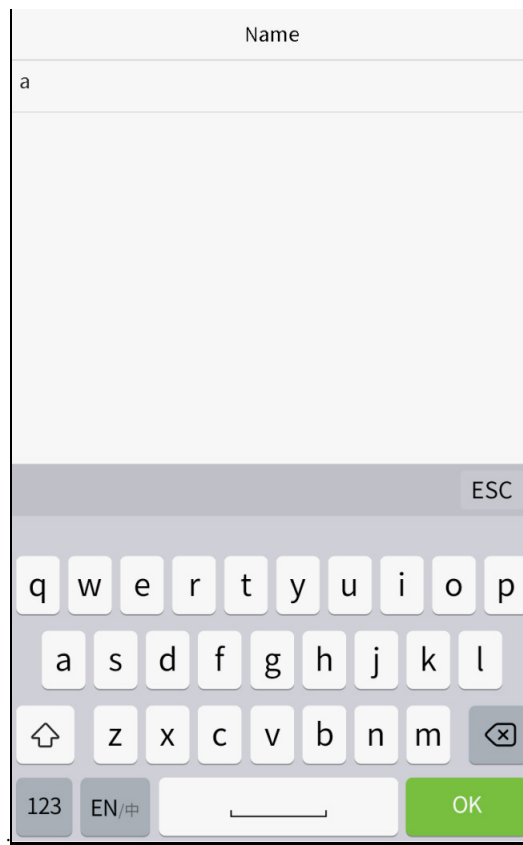 Name
a
ESC
q w e r t y u i o p
a s d f g h j k l
z x c v b n m
123 EN/中 OK
.